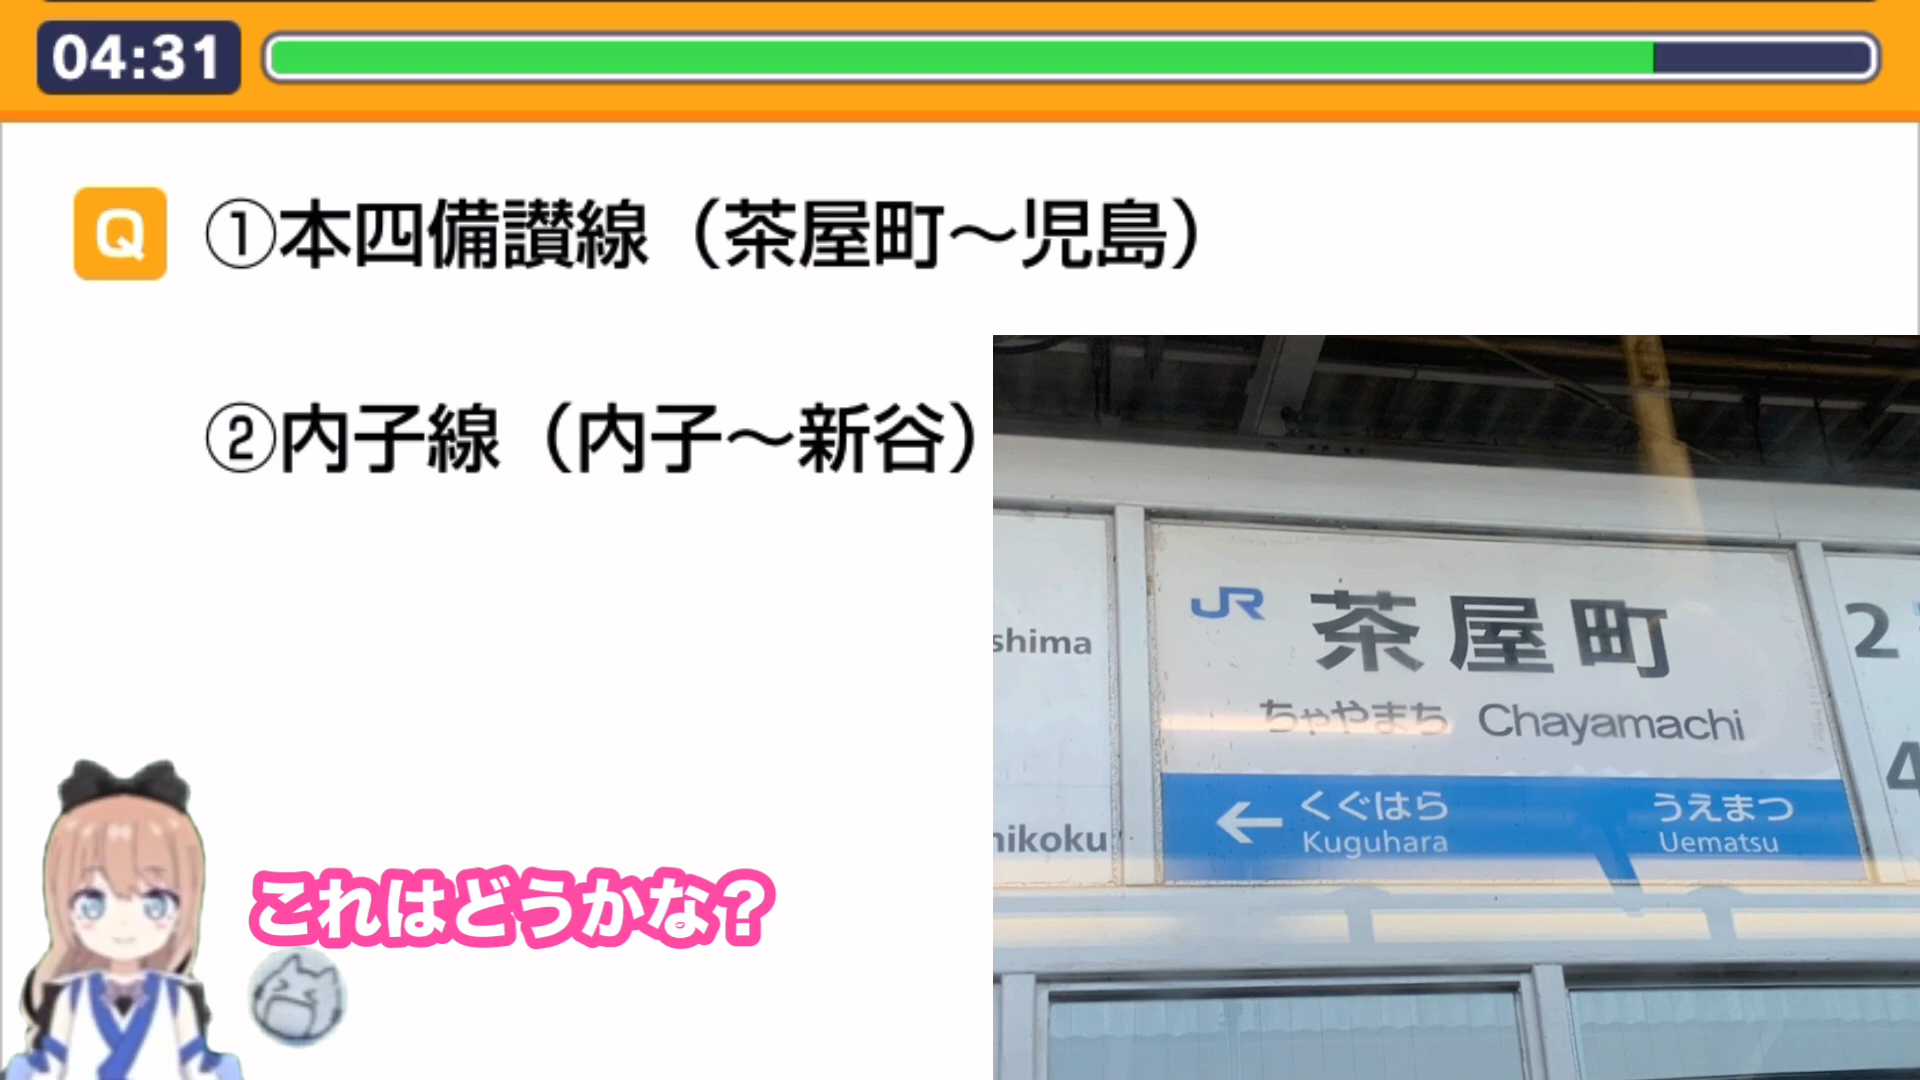 04:31
Q ①本四備讃線（茶屋町～児島）
②内子線（内子～新谷）
shima
JR 茶屋町
2
ちゃやまち Chayamachi
4
hikoku
← くぐはら うえまつ
Kuguhara Uematsu
これはどうかな？